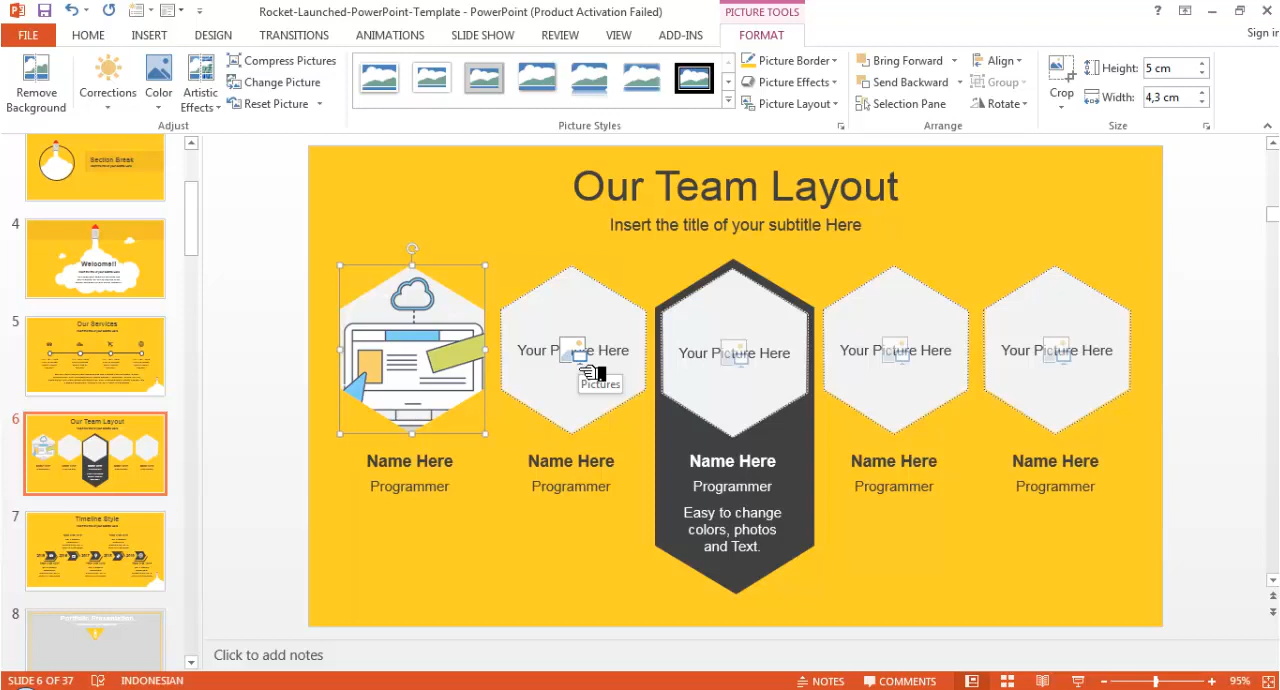 Rocket-Launched-PowerPoint-Template - PowerPoint (Product Activation Failed)
PICTURE TOOLS
Sign in
FILE HOME INSERT DESIGN TRANSITIONS ANIMATIONS SLIDE SHOW REVIEW VIEW ADD-INS FORMAT
Remove Background
Corrections
Color
Artistic Effects
Compress Pictures
Change Picture
Reset Picture
Adjust
Picture Styles
Picture Border
Picture Effects
Picture Layout
Bring Forward
Send Backward
Selection Pane
Align
Group
Rotate
Arrange
Crop
Height: 5 cm
Width: 4,3 cm
Size
Section Break
4
Welcome!!
5
Our Services
6
Our Team Layout
7
Timeline Style
8
Portfolio Presentation.
Our Team Layout
Insert the title of your subtitle Here
Your Picture Here
Your Picture Here
Your Picture Here
Your Picture Here
Pictures
Name Here
Name Here
Name Here
Name Here
Name Here
Programmer
Programmer
Programmer
Programmer
Programmer
Easy to change
colors, photos
and Text.
Click to add notes
SLIDE 6 OF 37 INDONESIAN NOTES COMMENTS 95%